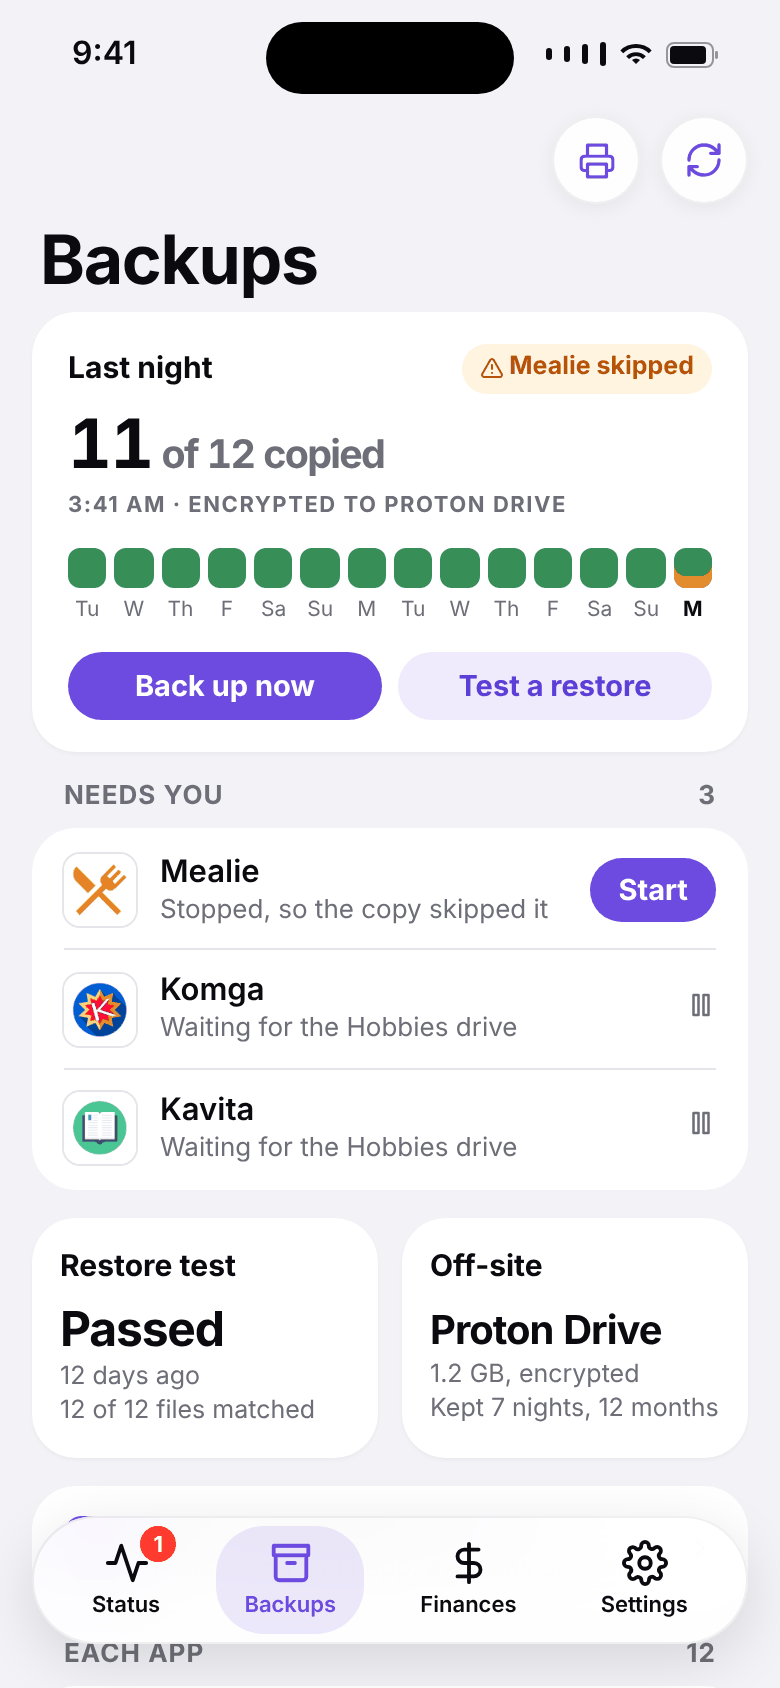 9:41
Backups
Last night
Mealie skipped
11 of 12 copied
3:41 AM · ENCRYPTED TO PROTON DRIVE
Tu W Th F Sa Su M Tu W Th F Sa Su M
Back up now
Test a restore
NEEDS YOU
3
Mealie
Stopped, so the copy skipped it
Start
Komga
Waiting for the Hobbies drive
Kavita
Waiting for the Hobbies drive
Restore test
Passed
12 days ago
12 of 12 files matched
Off-site
Proton Drive
1.2 GB, encrypted
Kept 7 nights, 12 months
1
Status
Backups
Finances
Settings
EACH APP
12